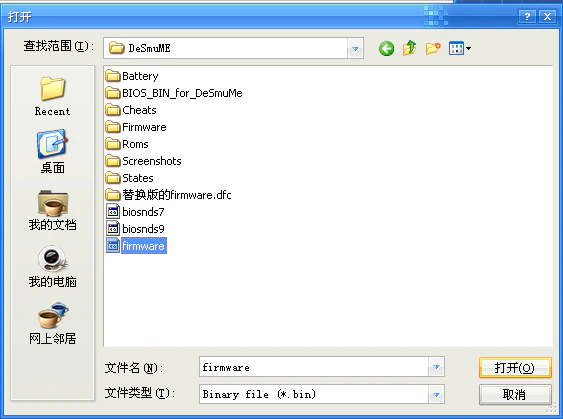 打开
查找范围(I):
DeSmuME
Recent
桌面
我的文档
我的电脑
网上邻居
Battery
BIOS_BIN_for_DeSmuMe
Cheats
Firmware
Roms
Screenshots
States
替换版的firmware.dfc
biosnds7
biosnds9
firmware
文件名(N):
firmware
打开(O)
文件类型(T):
Binary file (*.bin)
取消